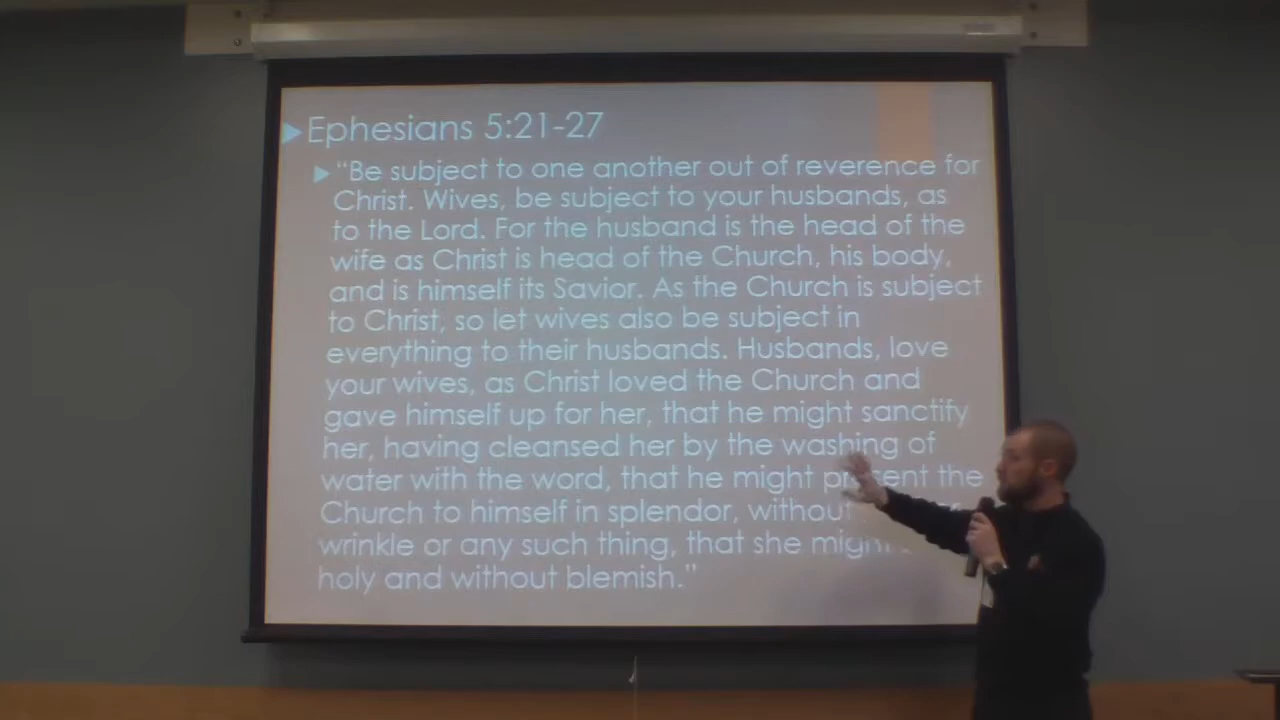 Ephesians 5:21-27
"Be subject to one another out of reverence for
Christ. Wives, be subject to your husbands, as
to the Lord. For the husband is the head of the
wife as Christ is head of the Church, his body,
and is himself its Savior. As the Church is subject
to Christ, so let wives also be subject in
everything to their husbands. Husbands, love
your wives, as Christ loved the Church and
gave himself up for her, that he might sanctify
her, having cleansed her by the washing of
water with the word, that he might present the
Church to himself in splendor, without
wrinkle or any such thing, that she might
holy and without blemish."